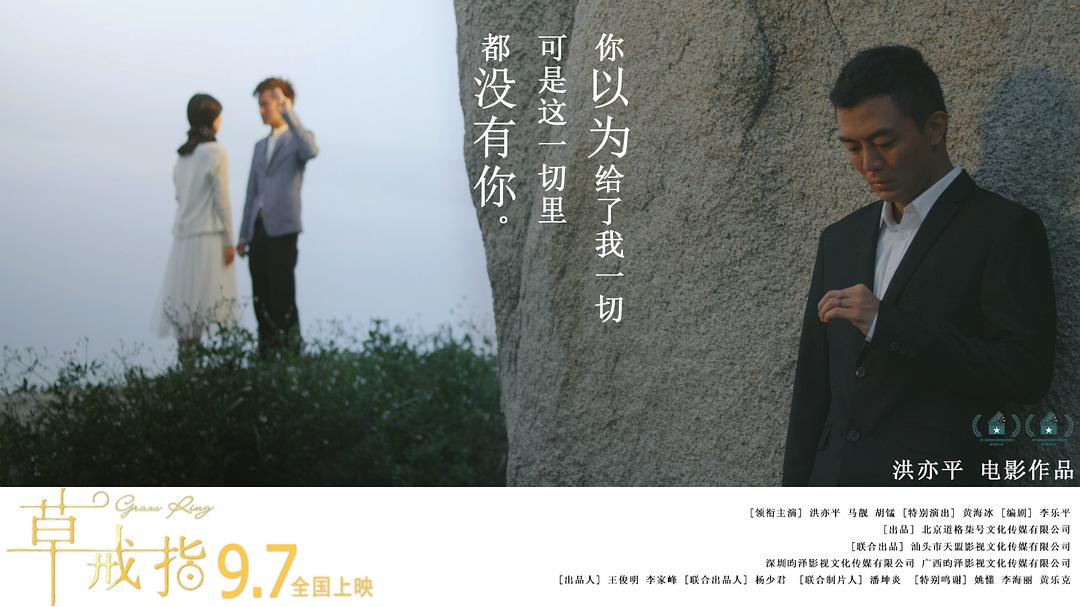 你以为给了我一切
可是这一切里
都没有你。
洪亦平 电影作品
草戒指
Grass Ring
9.7全国上映
[领衔主演] 洪亦平 马靓 胡锰 [特别演出] 黄海冰 [编剧] 李乐平
[出品] 北京道格柒号文化传媒有限公司
[联合出品] 汕头市天盟影视文化传媒有限公司
深圳昀泽影视文化传媒有限公司 广西昀泽影视文化传媒有限公司
[出品人] 王俊明 李家峰 [联合出品人] 杨少君 [联合制片人] 潘坤炎 [特别鸣谢] 姚懂 李海丽 黄乐克